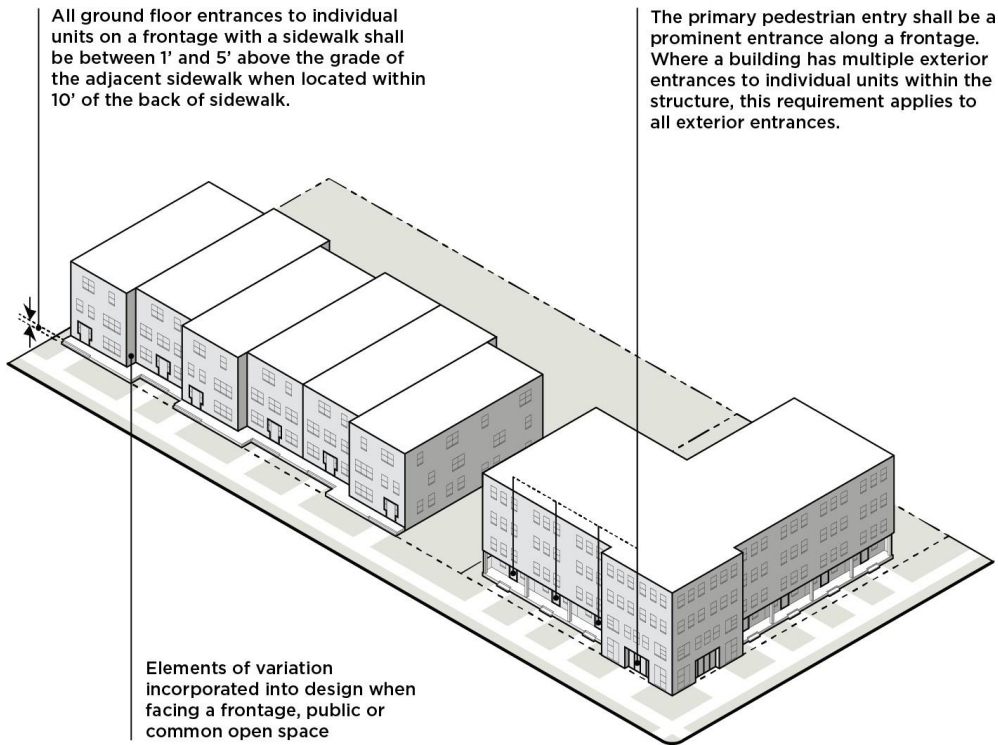 All ground floor entrances to individual
units on a frontage with a sidewalk shall
be between 1’ and 5’ above the grade of
the adjacent sidewalk when located within
10’ of the back of sidewalk.
The primary pedestrian entry shall be a
prominent entrance along a frontage.
Where a building has multiple exterior
entrances to individual units within the
structure, this requirement applies to
all exterior entrances.
Elements of variation
incorporated into design when
facing a frontage, public or
common open space